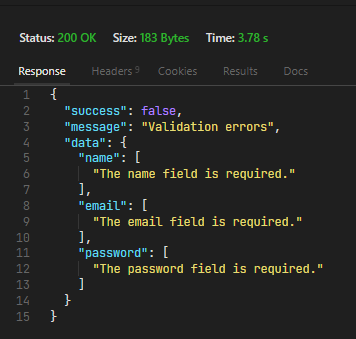 Status: 200 OK Size: 183 Bytes Time: 3.78 s
Response Headers 9 Cookies Results Docs
1 {
2 "success": false,
3 "message": "Validation errors",
4 "data": {
5 "name": [
6 "The name field is required."
7 ],
8 "email": [
9 "The email field is required."
10 ],
11 "password": [
12 "The password field is required."
13 ]
14 }
15 }